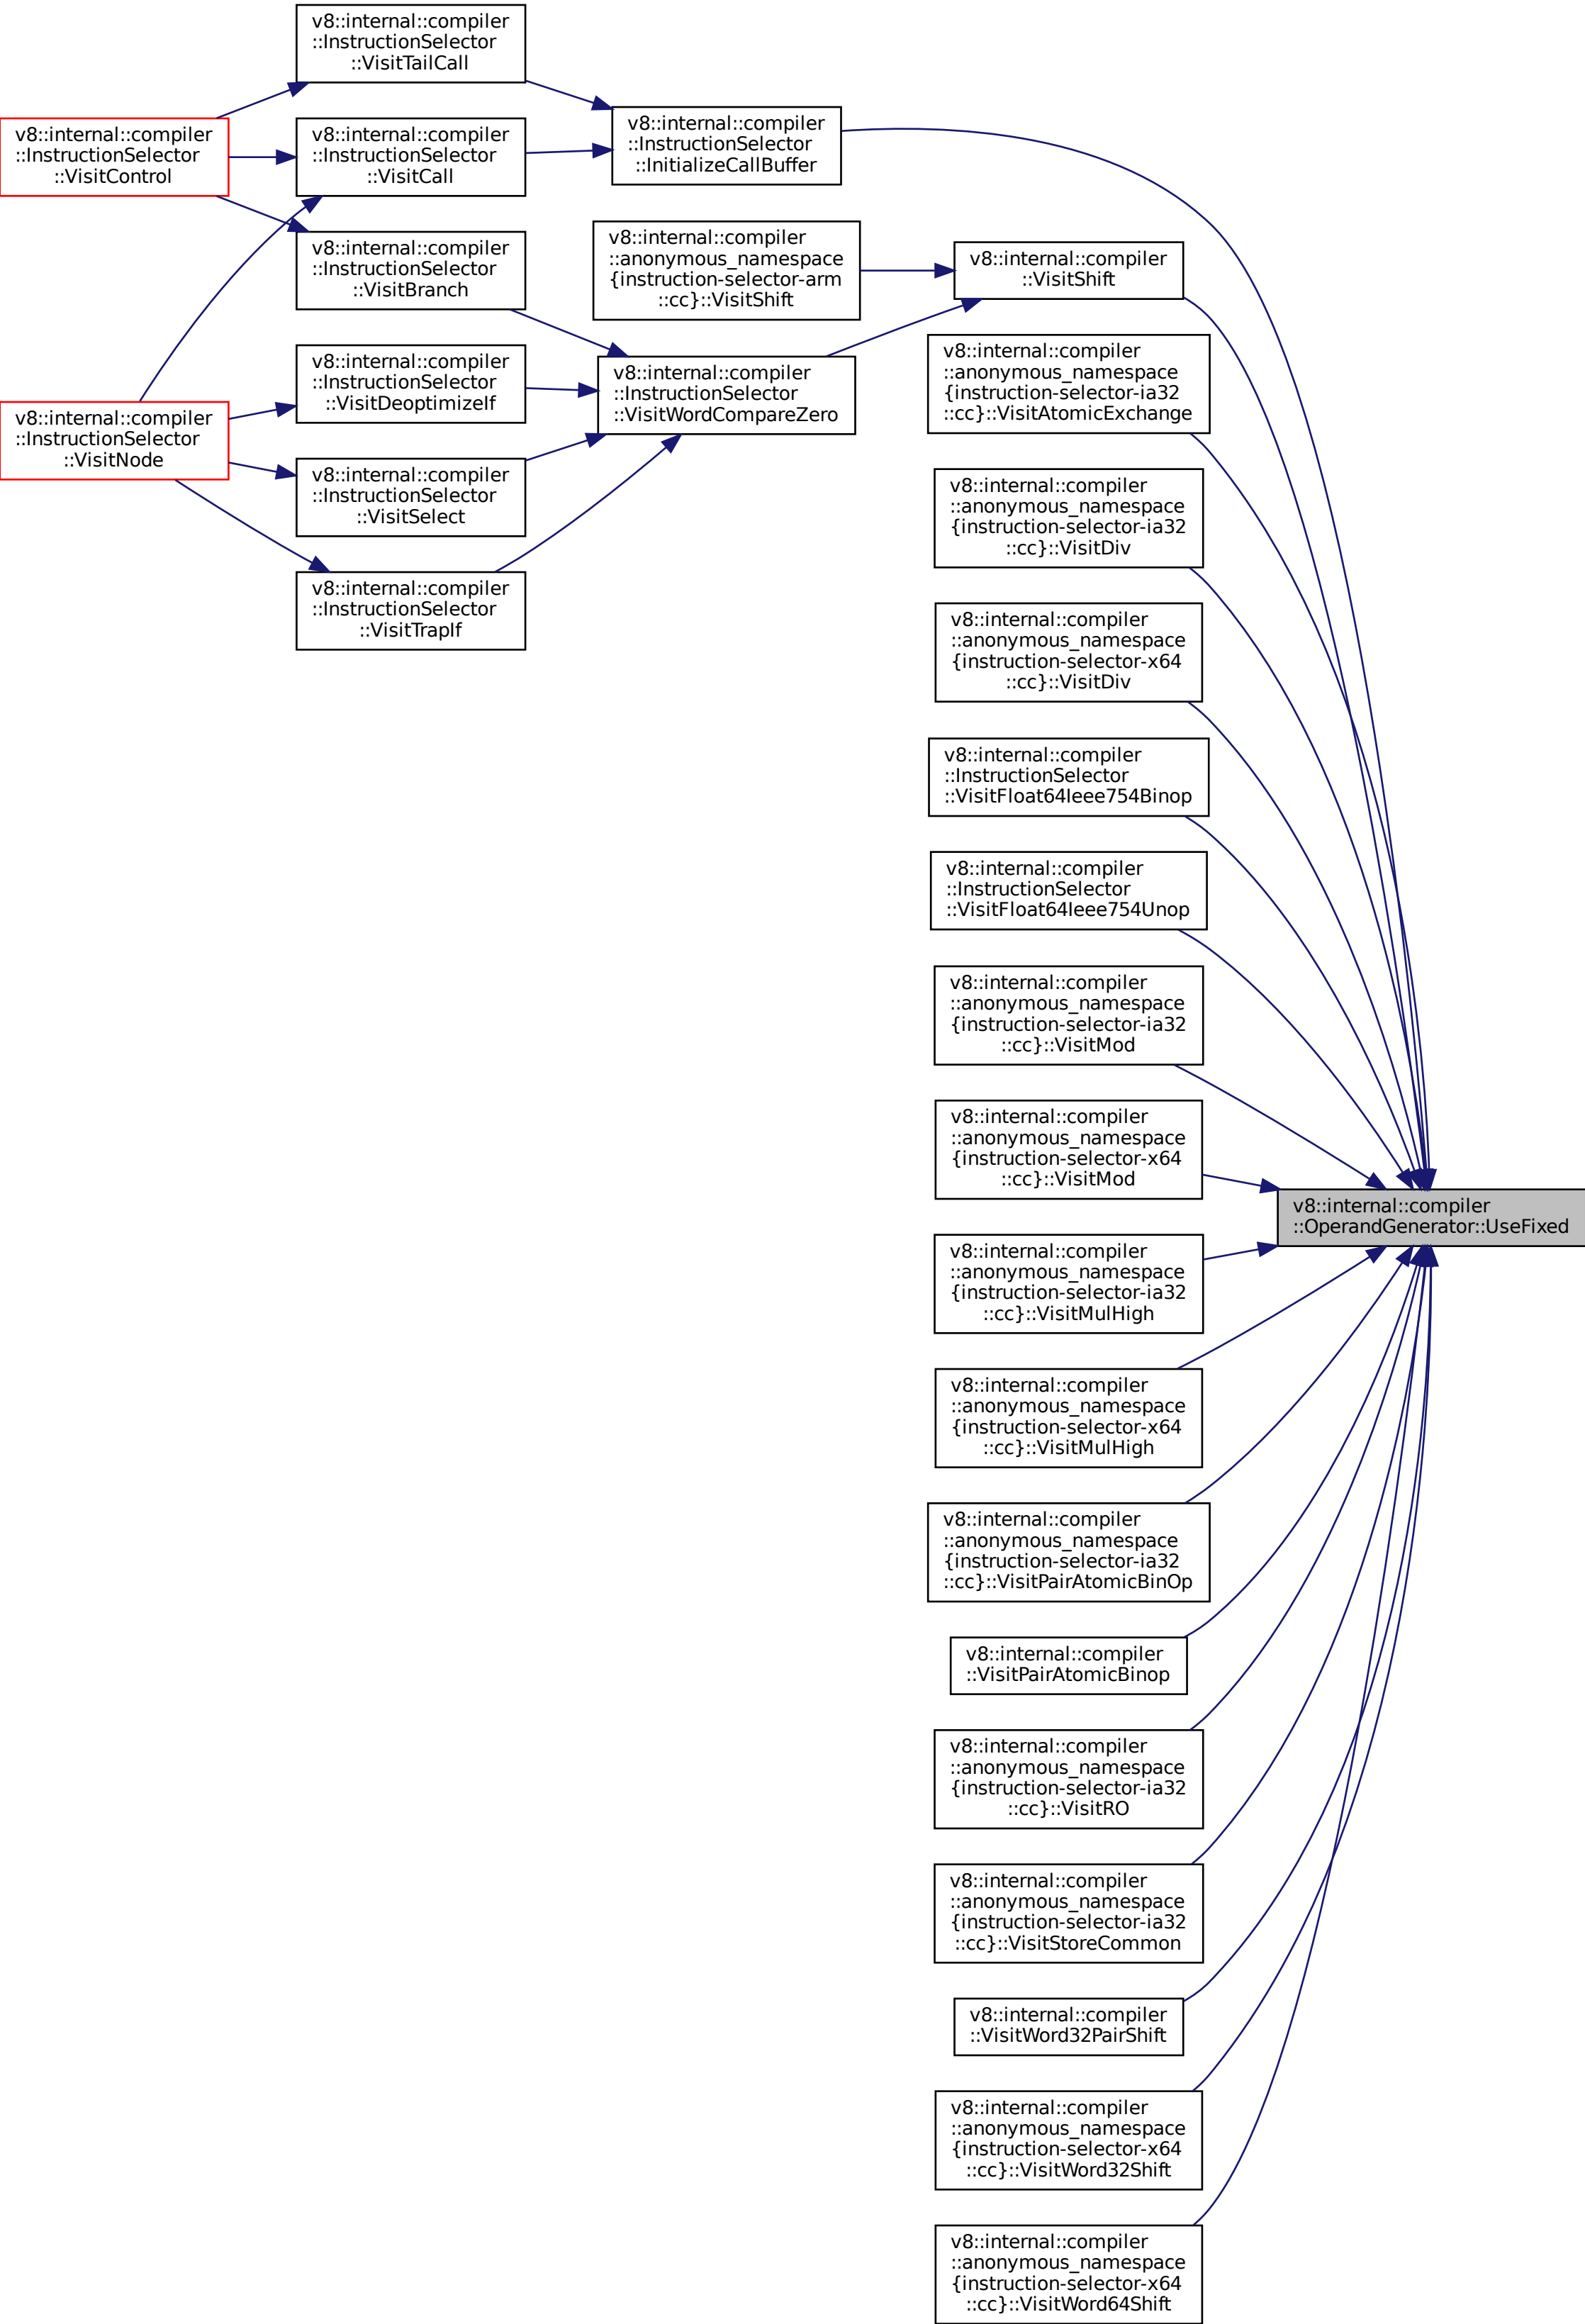 v8::internal::compiler
::InstructionSelector
::VisitTailCall
v8::internal::compiler
::InstructionSelector
::InitializeCallBuffer
v8::internal::compiler
::InstructionSelector
::VisitControl
v8::internal::compiler
::InstructionSelector
::VisitCall
v8::internal::compiler
::InstructionSelector
::VisitBranch
v8::internal::compiler
::anonymous_namespace
{instruction-selector-arm
::cc}::VisitShift
v8::internal::compiler
::VisitShift
v8::internal::compiler
::InstructionSelector
::VisitDeoptimizeIf
v8::internal::compiler
::InstructionSelector
::VisitWordCompareZero
v8::internal::compiler
::anonymous_namespace
{instruction-selector-ia32
::cc}::VisitAtomicExchange
v8::internal::compiler
::InstructionSelector
::VisitNode
v8::internal::compiler
::InstructionSelector
::VisitSelect
v8::internal::compiler
::anonymous_namespace
{instruction-selector-ia32
::cc}::VisitDiv
v8::internal::compiler
::InstructionSelector
::VisitTrapIf
v8::internal::compiler
::anonymous_namespace
{instruction-selector-x64
::cc}::VisitDiv
v8::internal::compiler
::InstructionSelector
::VisitFloat64Ieee754Binop
v8::internal::compiler
::InstructionSelector
::VisitFloat64Ieee754Unop
v8::internal::compiler
::anonymous_namespace
{instruction-selector-ia32
::cc}::VisitMod
v8::internal::compiler
::anonymous_namespace
{instruction-selector-x64
::cc}::VisitMod
v8::internal::compiler
::OperandGenerator::UseFixed
v8::internal::compiler
::anonymous_namespace
{instruction-selector-ia32
::cc}::VisitMulHigh
v8::internal::compiler
::anonymous_namespace
{instruction-selector-x64
::cc}::VisitMulHigh
v8::internal::compiler
::anonymous_namespace
{instruction-selector-ia32
::cc}::VisitPairAtomicBinOp
v8::internal::compiler
::VisitPairAtomicBinop
v8::internal::compiler
::anonymous_namespace
{instruction-selector-ia32
::cc}::VisitRO
v8::internal::compiler
::anonymous_namespace
{instruction-selector-ia32
::cc}::VisitStoreCommon
v8::internal::compiler
::VisitWord32PairShift
v8::internal::compiler
::anonymous_namespace
{instruction-selector-x64
::cc}::VisitWord32Shift
v8::internal::compiler
::anonymous_namespace
{instruction-selector-x64
::cc}::VisitWord64Shift